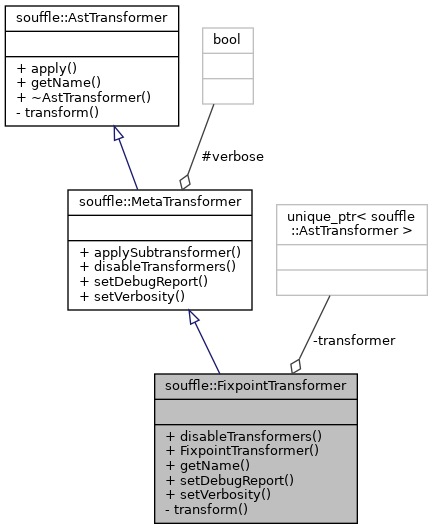 souffle::AstTransformer
+ apply()
+ getName()
+ ~AstTransformer()
- transform()
bool
#verbose
souffle::MetaTransformer
+ applySubtransformer()
+ disableTransformers()
+ setDebugReport()
+ setVerbosity()
unique_ptr< souffle
::AstTransformer >
-transformer
souffle::FixpointTransformer
+ disableTransformers()
+ FixpointTransformer()
+ getName()
+ setDebugReport()
+ setVerbosity()
- transform()